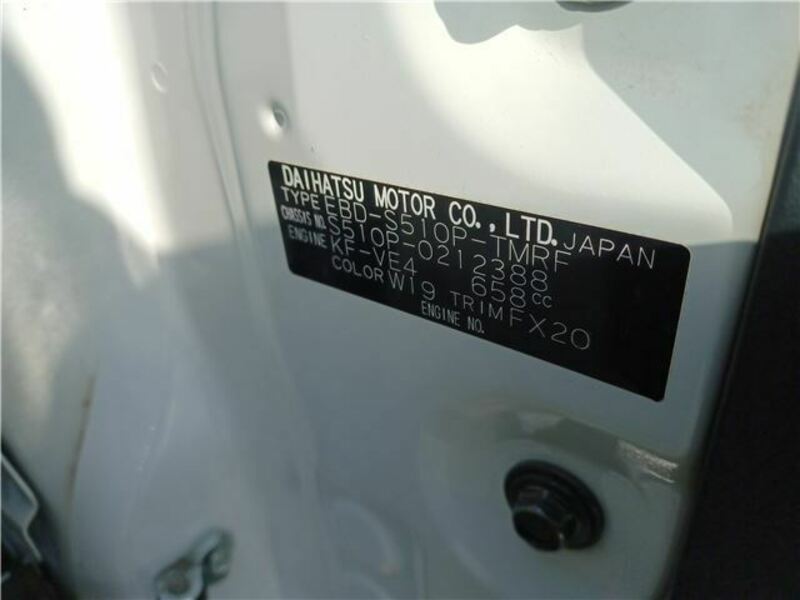 DAIHATSU MOTOR CO., LTD. JAPAN
TYPE EBD-S510P-TMRF
CHASSIS NO. S510P-0212388
ENGINE KF-VE4 658cc
COLOR W19 TRIM FX20
ENGINE NO.